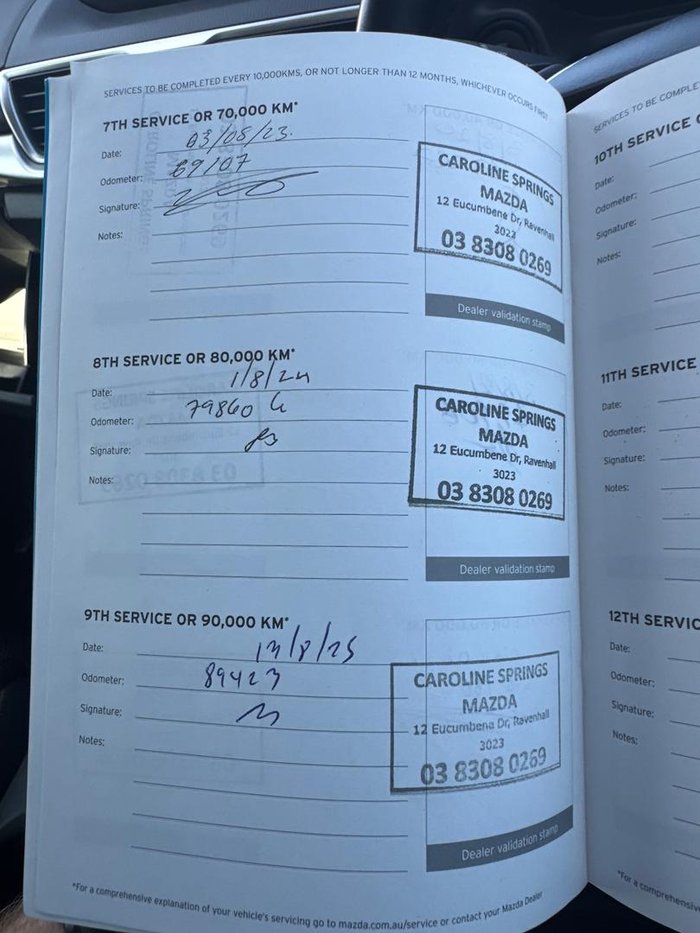 SERVICES TO BE COMPLETED EVERY 10,000KMS, OR NOT LONGER THAN 12 MONTHS, WHICHEVER OCCURS FIRST
7TH SERVICE OR 70,000 KM*
Date: 03/08/23.
Odometer: 69107
Signature:
Notes:
CAROLINE SPRINGS
MAZDA
12 Eucumbene Dr, Ravenhall
3023
03 8308 0269
Dealer validation stamp
8TH SERVICE OR 80,000 KM*
Date: 1/8/24
Odometer: 79860
Signature:
Notes:
CAROLINE SPRINGS
MAZDA
12 Eucumbene Dr, Ravenhall
3023
03 8308 0269
Dealer validation stamp
9TH SERVICE OR 90,000 KM*
Date: 13/8/25
Odometer: 89423
Signature:
Notes:
CAROLINE SPRINGS
MAZDA
12 Eucumbene Dr, Ravenhall
3023
03 8308 0269
Dealer validation stamp
*For a comprehensive explanation of your vehicle's servicing go to mazda.com.au/service or contact your Mazda Dealer
SERVICES TO BE COMPLE
10TH SERVICE O
Date:
Odometer:
Signature:
Notes:
11TH SERVICE
Date:
Odometer:
Signature:
Notes:
12TH SERVIC
Date:
Odometer:
Signature:
Notes:
*For a comprehensive